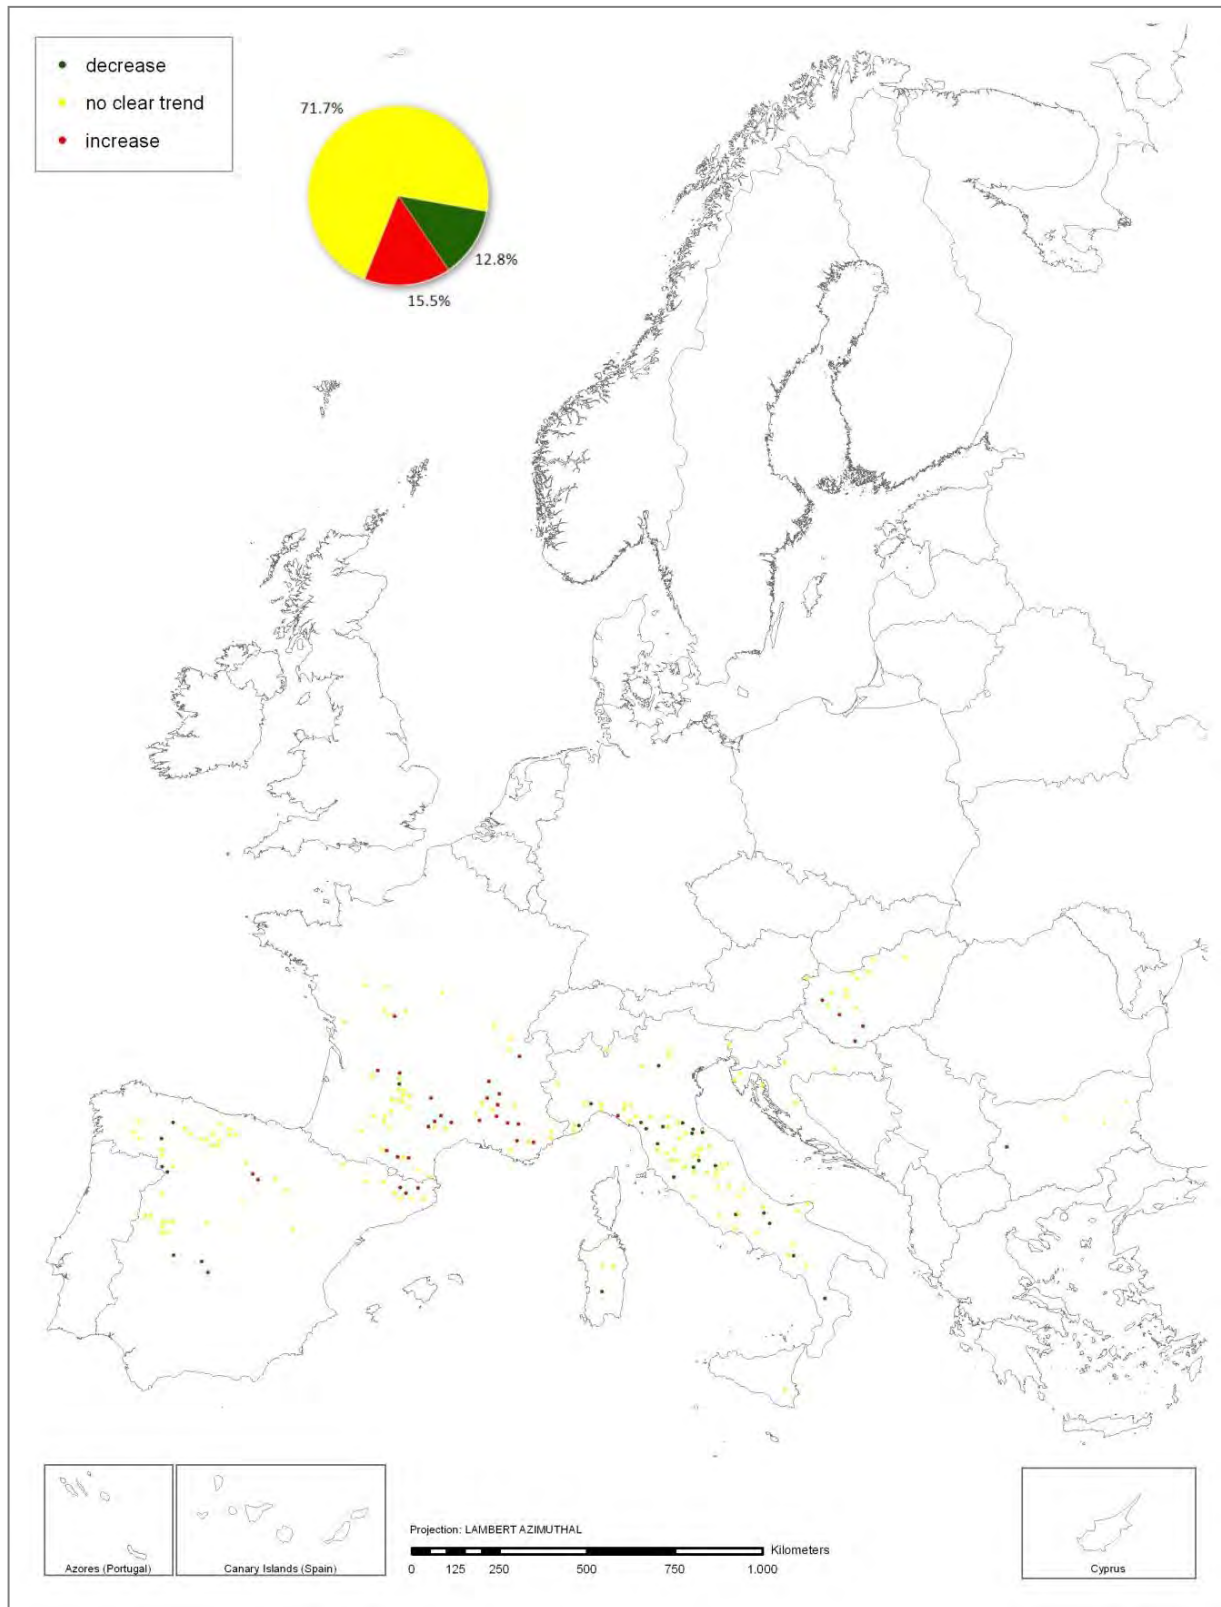 decrease
no clear trend
increase
71.7%
12.8%
15.5%
Projection: LAMBERT AZIMUTHAL
Kilometers
0 125 250 500 750 1.000
Azores (Portugal)
Canary Islands (Spain)
Cyprus